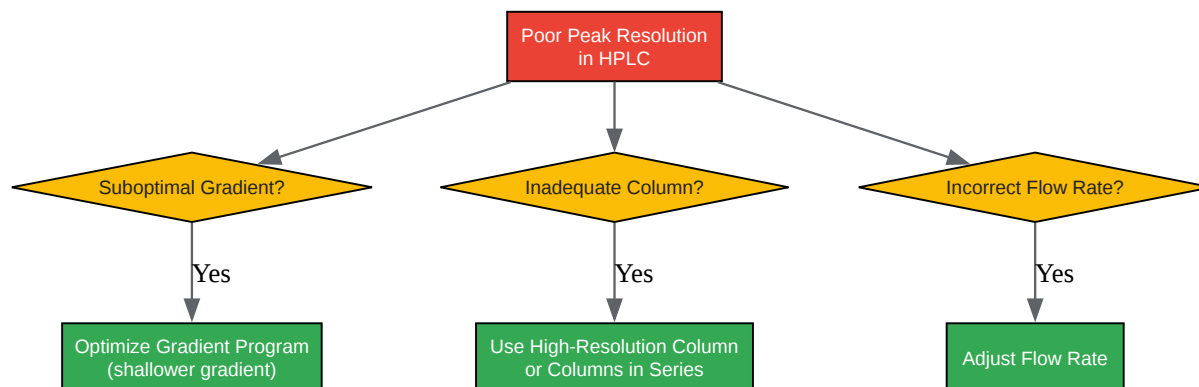 Poor Peak Resolution
in HPLC
Suboptimal Gradient?
Inadequate Column?
Incorrect Flow Rate?
Yes
Yes
Yes
Optimize Gradient Program
(shallower gradient)
Use High-Resolution Column
or Columns in Series
Adjust Flow Rate